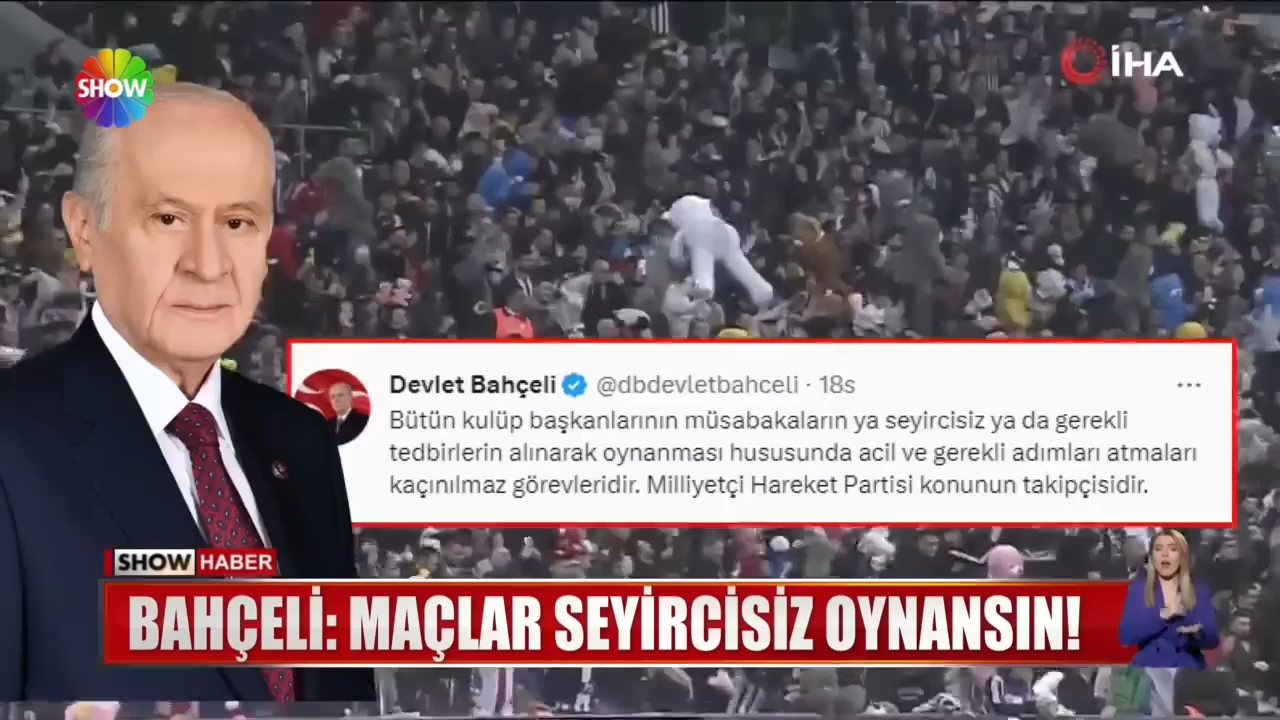 SHOW
İHA
Devlet Bahçeli @dbdevletbahceli · 18s
Bütün kulüp başkanlarının müsabakaların ya seyircisiz ya da gerekli
tedbirlerin alınarak oynanması hususunda acil ve gerekli adımları atmaları
kaçınılmaz görevleridir. Milliyetçi Hareket Partisi konunun takipçisidir.
SHOW HABER
BAHÇELİ: MAÇLAR SEYİRCİSİZ OYNANSIN!